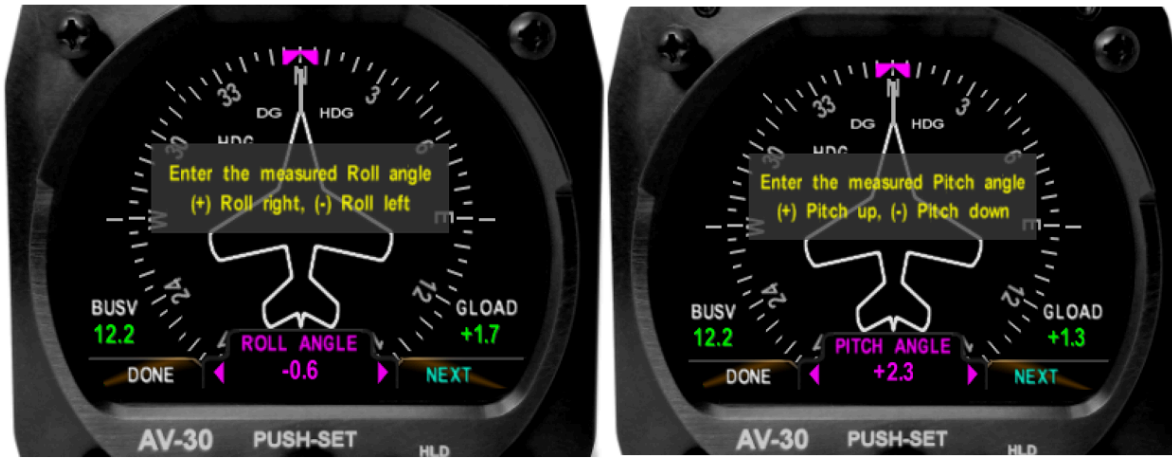 N
33
3
DG HDG
HDG
30
6
Enter the measured Roll angle
(+) Roll right, (-) Roll left
W
E
24
12
BUSV
12.2
GLOAD
+1.7
ROLL ANGLE
-0.6
DONE
NEXT
AV-30 PUSH-SET
HLD
N
33
3
DG HDG
HDG
30
6
Enter the measured Pitch angle
(+) Pitch up, (-) Pitch down
W
E
24
12
BUSV
12.2
GLOAD
+1.3
PITCH ANGLE
+2.3
DONE
NEXT
AV-30 PUSH-SET
HLD